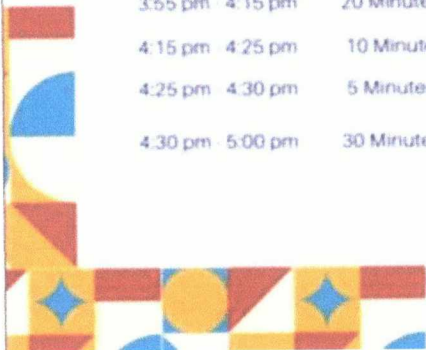 3:55 pm - 4:15 pm 20 Minute
4:15 pm - 4:25 pm 10 Minute
4:25 pm 4:30 pm 5 Minute
4:30 pm - 5:00 pm 30 Minute